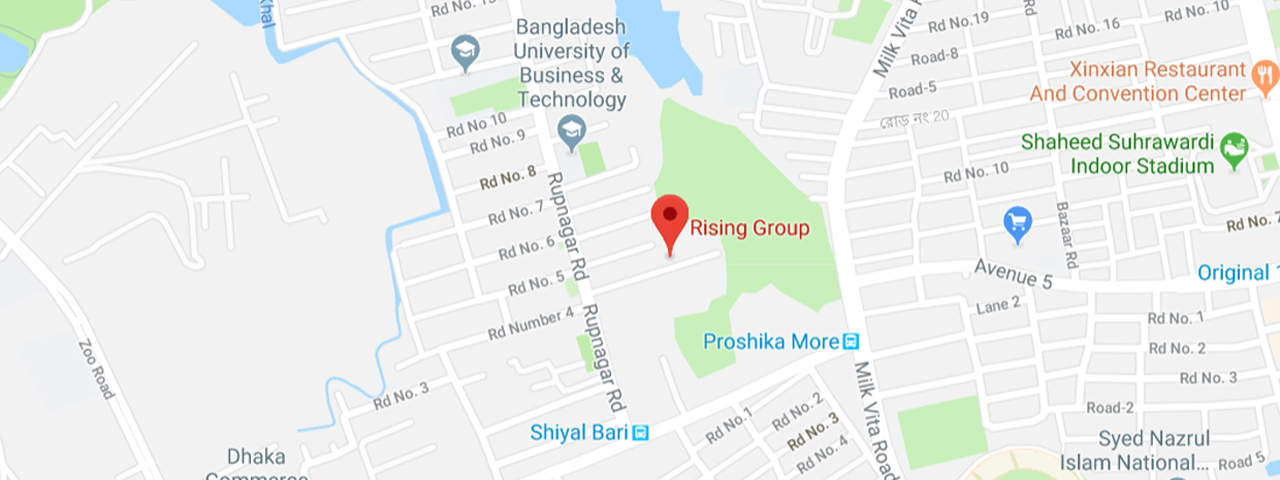 Khal
Rd No. 13
Bangladesh
University of
Business &
Technology
Rd No 10
Rd No. 9
Rd No. 8
Rd No. 7
Rd No. 6
Rd No. 5
Rd Number 4
Rd No. 3
Rupnagar Rd
Rupnagar Rd
Zoo Road
Dhaka
Commerce
Shiyal Bari
Rising Group
Proshika More
Milk Vita
Milk Vita Road
Rd No.1
Rd No. 2
Rd No. 3
Rd No. 4
Rd No.19
Rd
Rd No. 16
Rd No. 10
Road-8
Road-5
রোড নং 20
Xinxian Restaurant
And Convention Center
Shaheed Suhrawardi
Indoor Stadium
Rd No. 10
Rd No. 7
Bazaar Rd
Avenue 5
Original
Lane 2
Rd No. 1
Rd No. 2
Rd No. 3
Road-2
Syed Nazrul
Islam National...
Road 5